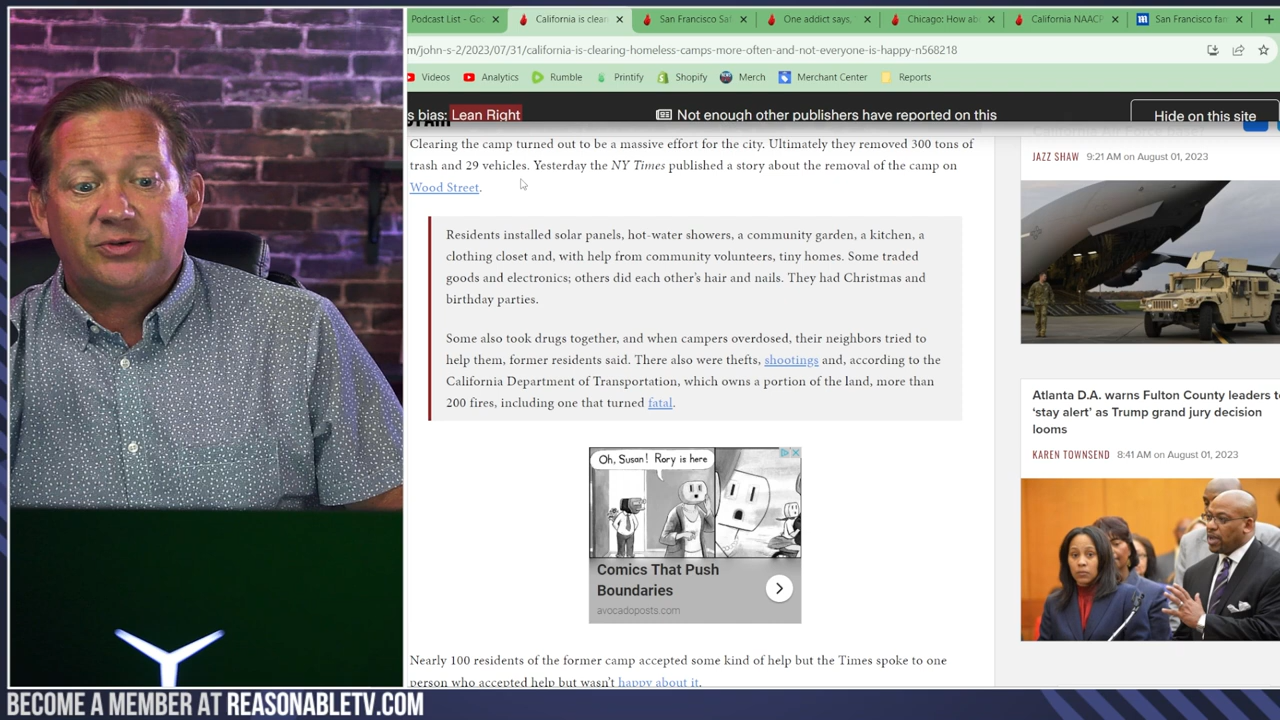 Podcast List - Goo
California is clean
San Francisco Saf
One addict says,
Chicago: How ab
California NAACP
San Francisco fam
m/john-s-2/2023/07/31/california-is-clearing-homeless-camps-more-often-and-not-everyone-is-happy-n568218
Videos
Analytics
Rumble
Printify
Shopify
Merch
Merchant Center
Reports
s bias: Lean Right
Not enough other publishers have reported on this
Hide on this site
Clearing the camp turned out to be a massive effort for the city. Ultimately they removed 300 tons of
trash and 29 vehicles. Yesterday the NY Times published a story about the removal of the camp on
Wood Street.
Residents installed solar panels, hot-water showers, a community garden, a kitchen, a
clothing closet and, with help from community volunteers, tiny homes. Some traded
goods and electronics; others did each other's hair and nails. They had Christmas and
birthday parties.
Some also took drugs together, and when campers overdosed, their neighbors tried to
help them, former residents said. There also were thefts, shootings and, according to the
California Department of Transportation, which owns a portion of the land, more than
200 fires, including one that turned fatal.
Oh, Susan! Rory is here
Comics That Push
Boundaries
avocadoposts.com
Nearly 100 residents of the former camp accepted some kind of help but the Times spoke to one
person who accepted help but wasn't happy about it.
JAZZ SHAW 9:21 AM on August 01, 2023
Atlanta D.A. warns Fulton County leaders to
'stay alert' as Trump grand jury decision
looms
KAREN TOWNSEND 8:41 AM on August 01, 2023
BECOME A MEMBER AT REASONABLETV.COM